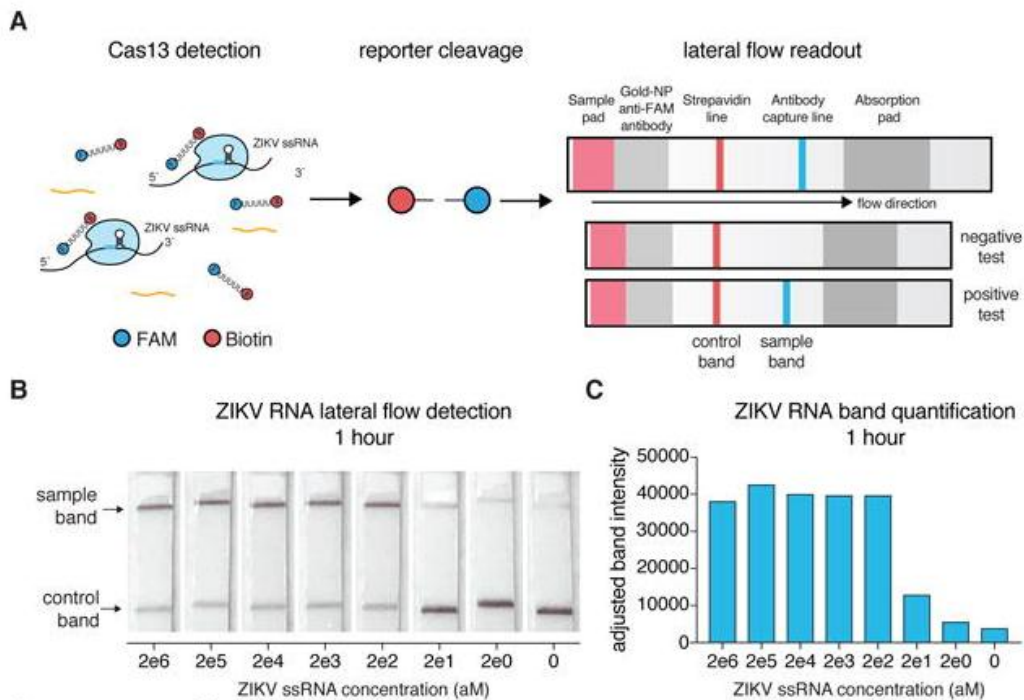 A
Cas13 detection
reporter cleavage
lateral flow readout
Sample pad
Gold-NP anti-FAM antibody
Strepavidin line
Antibody capture line
Absorption pad
ZIKV ssRNA
5´
3´
ZIKV ssRNA
3´
5´
flow direction
negative test
positive test
control band
sample band
FAM
Biotin
B
ZIKV RNA lateral flow detection
1 hour
sample band
control band
2e6 2e5 2e4 2e3 2e2 2e1 2e0 0
ZIKV ssRNA concentration (aM)
C
ZIKV RNA band quantification
1 hour
adjusted band intensity
50000
40000
30000
20000
10000
0
2e6 2e5 2e4 2e3 2e2 2e1 2e0 0
ZIKV ssRNA concentration (aM)